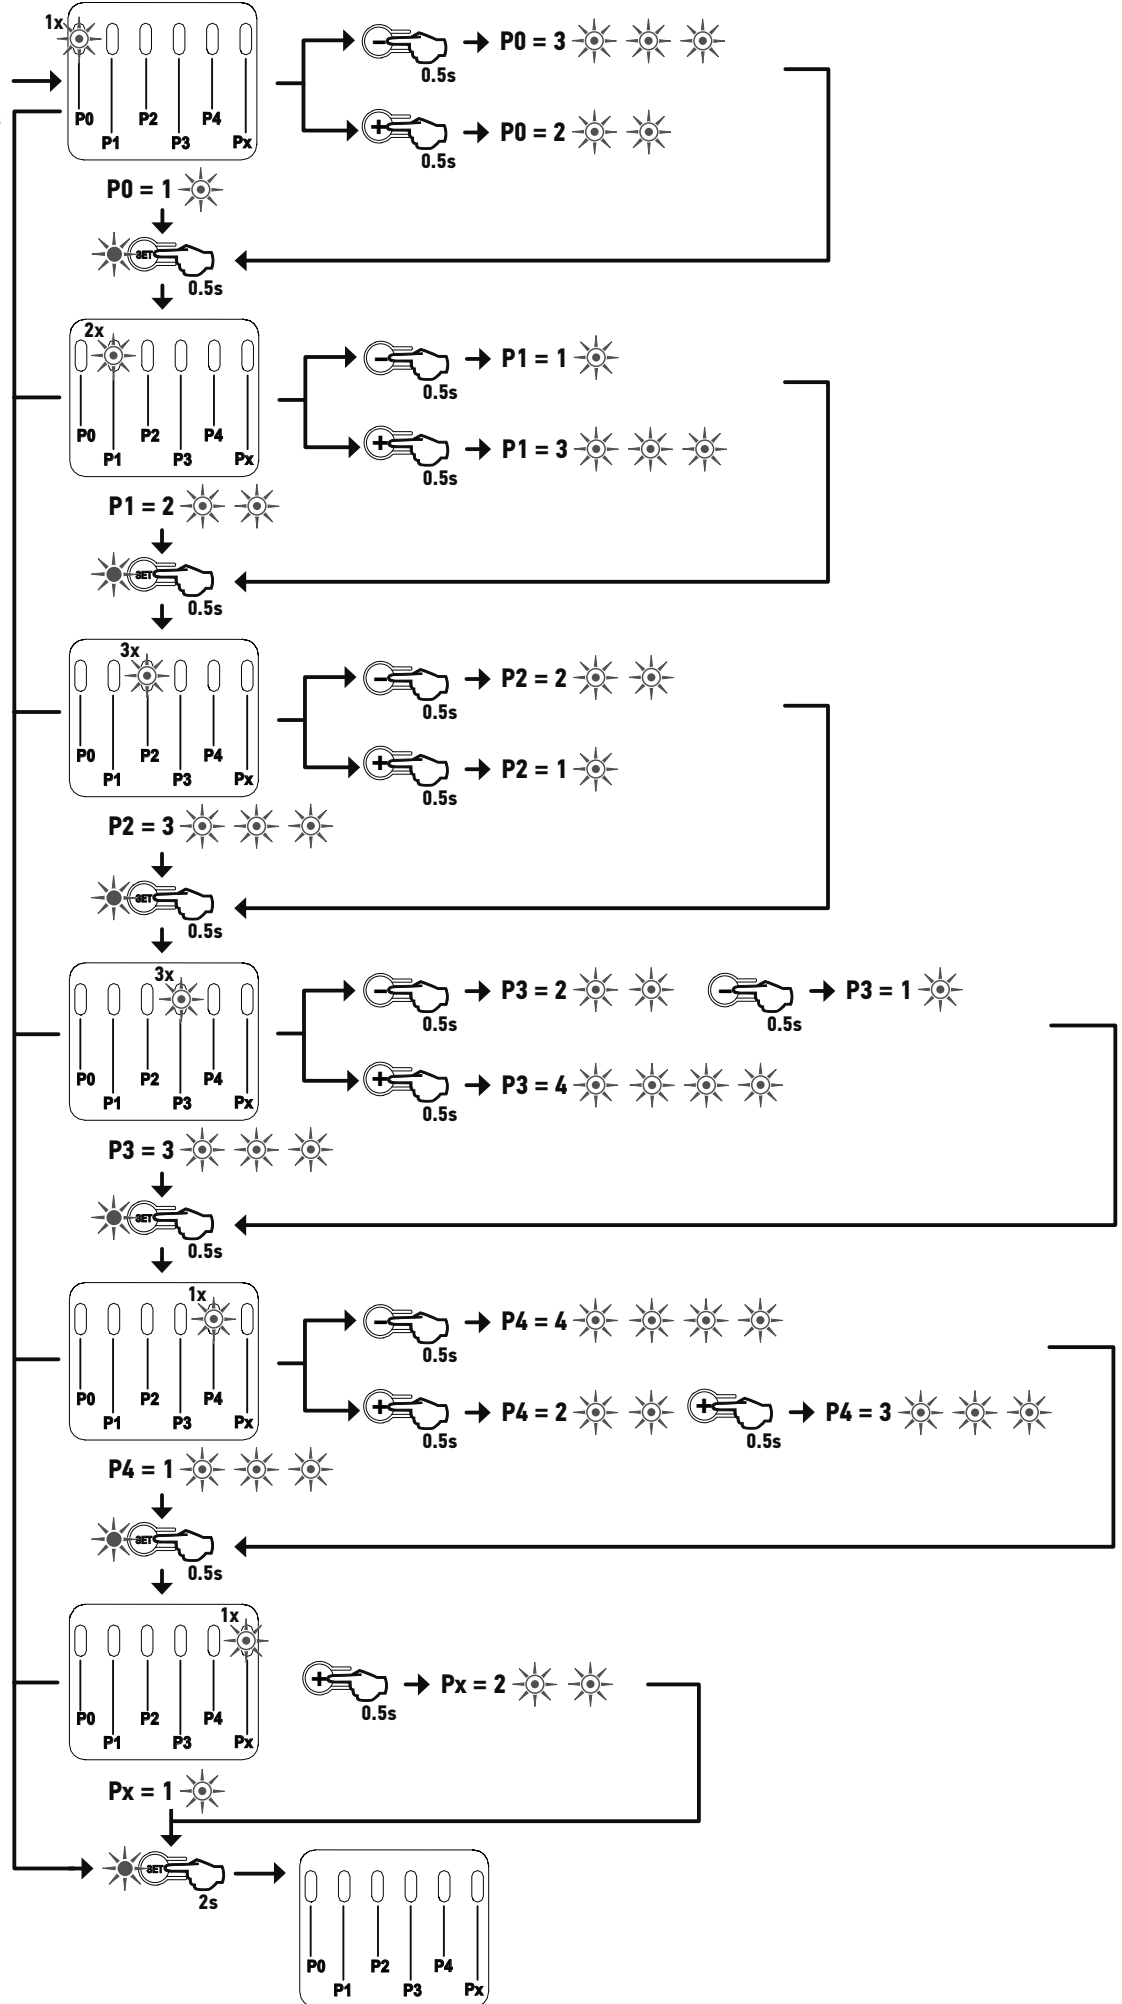 1x
P0 P2 P4
P1 P3 Px
− 0.5s P0 = 3
+ 0.5s P0 = 2
P0 = 1
SET
0.5s
2x
P0 P2 P4
P1 P3 Px
− 0.5s P1 = 1
+ 0.5s P1 = 3
P1 = 2
SET
0.5s
3x
P0 P2 P4
P1 P3 Px
− 0.5s P2 = 2
+ 0.5s P2 = 1
P2 = 3
SET
0.5s
3x
P0 P2 P4
P1 P3 Px
− 0.5s P3 = 2 − 0.5s P3 = 1
+ 0.5s P3 = 4
P3 = 3
SET
0.5s
1x
P0 P2 P4
P1 P3 Px
− 0.5s P4 = 4
+ 0.5s P4 = 2 + 0.5s P4 = 3
P4 = 1
SET
0.5s
1x
P0 P2 P4
P1 P3 Px
+ 0.5s Px = 2
Px = 1
SET
2s
P0 P2 P4
P1 P3 Px